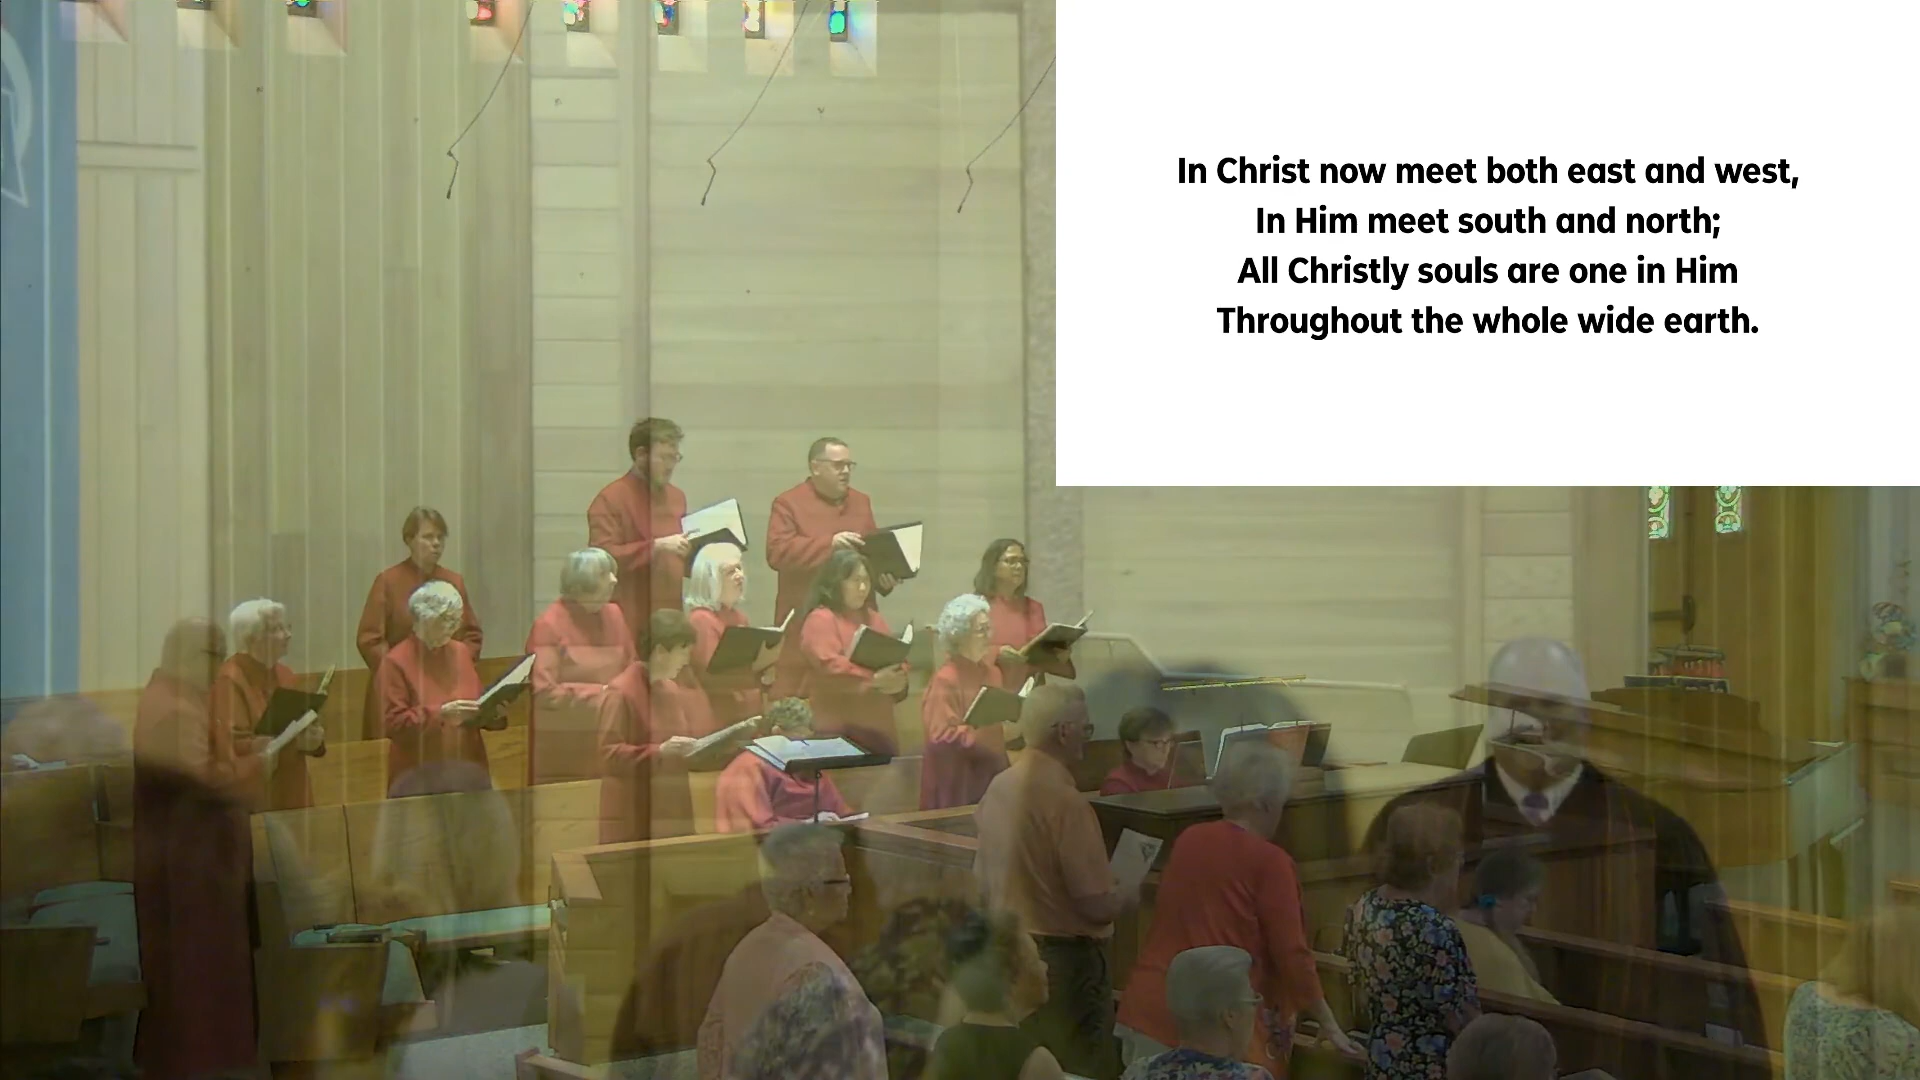 In Christ now meet both east and west,
In Him meet south and north;
All Christly souls are one in Him
Throughout the whole wide earth.